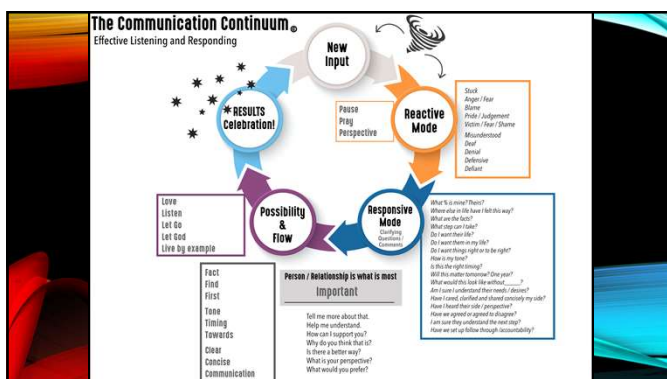 The Communication Continuum
Effective Listening and Responding
New
Input
Reactive
Mode
Pause
Pray
Perspective
Stuck
Anger / Fear
Blame
Pride / Judgement
Victim / Fear / Shame
Misunderstood
Deaf
Denial
Defensive
Defiant
Responsive
Mode
Clarifying
Questions /
Comments
What % is mine? Theirs?
Where else in life have I felt this way?
What are the facts?
What step can I take?
Do I want their life?
Do I want them in my life?
Do I want things right or to be right?
How is my tone?
Is this the right timing?
Will this matter tomorrow? One year?
What would this look like without_____?
Am I sure I understand their needs / desires?
Have I cared, clarified and shared concisely my side?
Have I heard their side / perspective?
Have we agreed or agreed to disagree?
I am sure they understand the next step?
Have we set up follow through (accountability)?
Possibility
&
Flow
Love
Listen
Let Go
Let God
Live by example
RESULTS
Celebration!
Fact
Find
First
Tone
Timing
Towards
Clear
Concise
Communication
Person / Relationship is what is most
Important
Tell me more about that.
Help me understand.
How can I support you?
Why do you think that is?
Is there a better way?
What is your perspective?
What would you prefer?